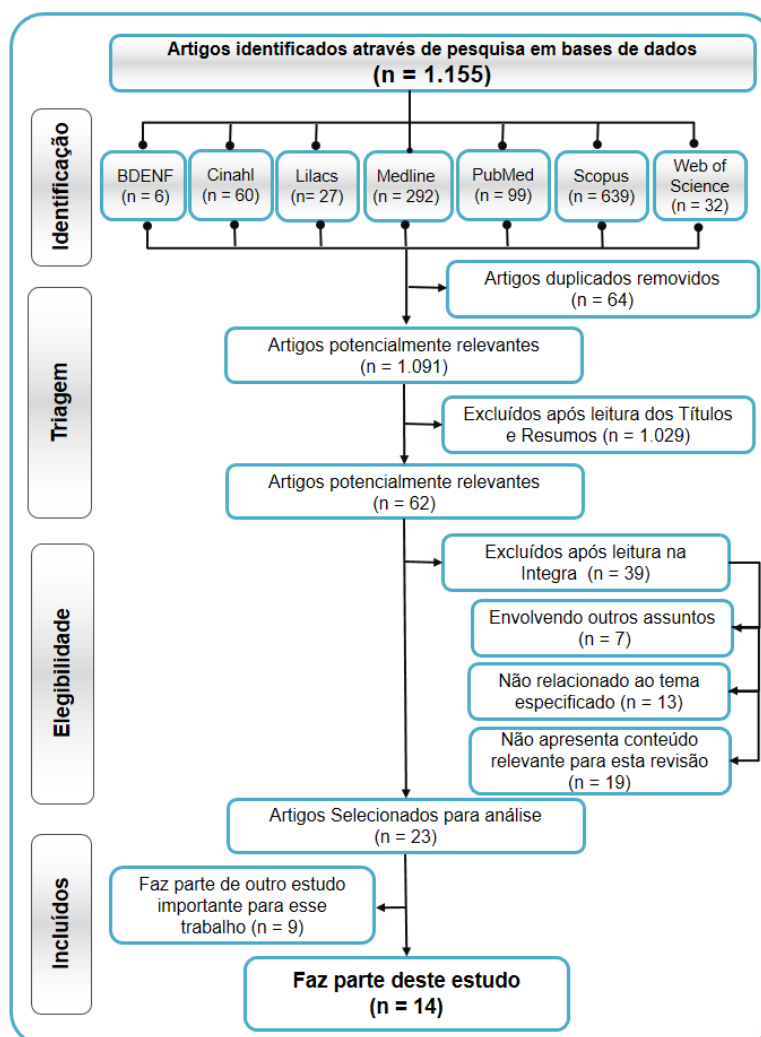 Artigos identificados através de pesquisa em bases de dados
(n = 1.155)
Identificação
BDENF
(n = 6)
Cinahl
(n = 60)
Lilacs
(n= 27)
Medline
(n = 292)
PubMed
(n = 99)
Scopus
(n = 639)
Web of
Science
(n = 32)
Artigos duplicados removidos
(n = 64)
Triagem
Artigos potencialmente relevantes
(n = 1.091)
Excluídos após leitura dos Títulos
e Resumos (n = 1.029)
Artigos potencialmente relevantes
(n = 62)
Elegibilidade
Excluídos após leitura na
Integra (n = 39)
Envolvendo outros assuntos
(n = 7)
Não relacionado ao tema
especificado (n = 13)
Não apresenta conteúdo
relevante para esta revisão
(n = 19)
Artigos Selecionados para análise
(n = 23)
Incluídos
Faz parte de outro estudo
importante para esse
trabalho (n = 9)
Faz parte deste estudo
(n = 14)